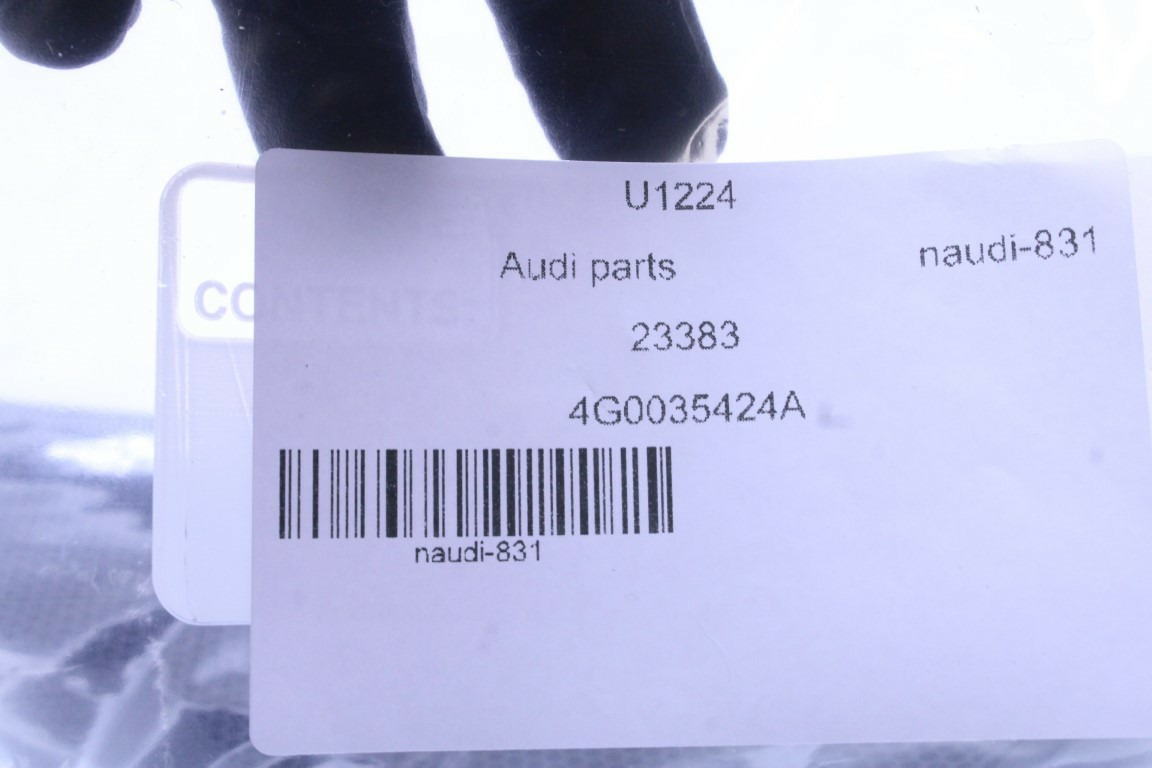 U1224
Audi parts
naudi-831
23383
4G0035424A
CONTENTS:
naudi-831